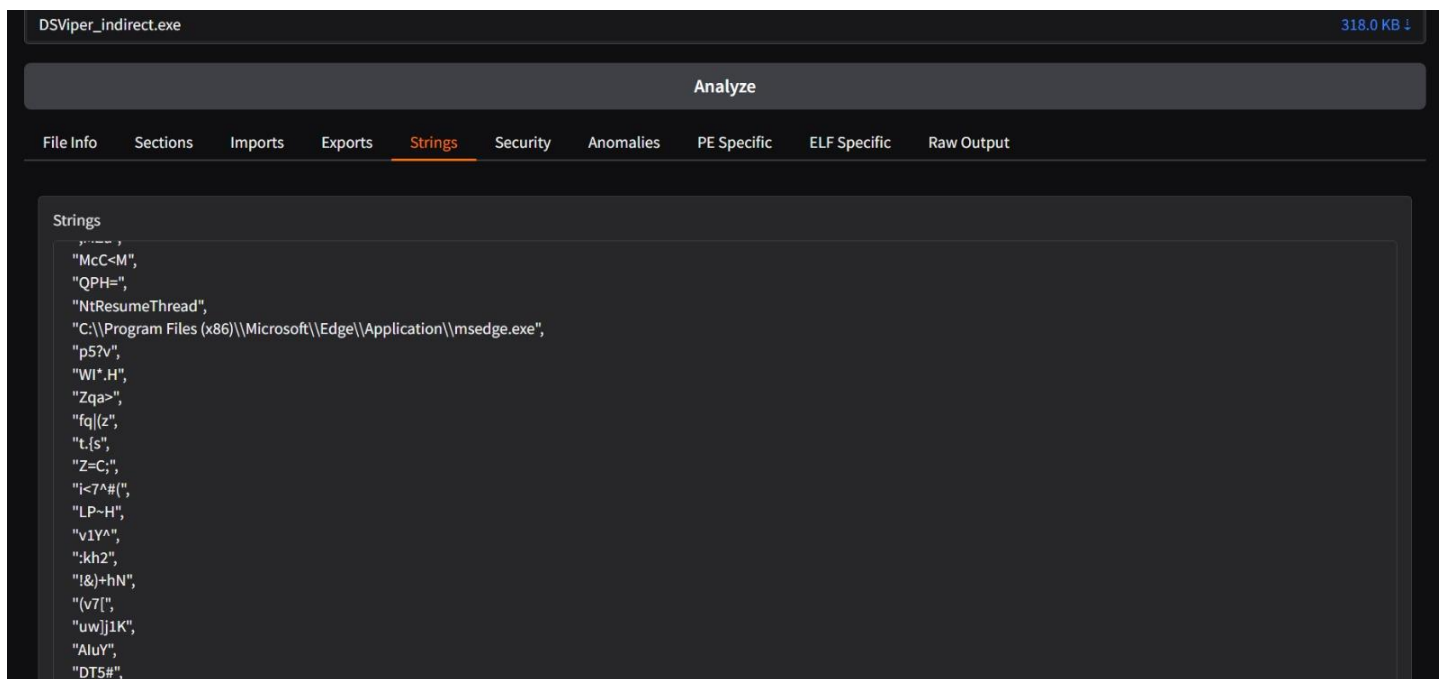 DSViper_indirect.exe 318.0 KB ↓
Analyze
File Info Sections Imports Exports Strings Security Anomalies PE Specific ELF Specific Raw Output
Strings
"McC<M",
"QPH=",
"NtResumeThread",
"C:\\Program Files (x86)\\Microsoft\\Edge\\Application\\msedge.exe",
"p5?v",
"WI*.H",
"Zqa>",
"fq|(z",
"t.{s",
"Z=C;",
"i<7^#(",
"LP~H",
"v1Y^",
":kh2",
"!&)+hN",
"(v7[",
"uw]j1K",
"AIuY",
"DT5#",